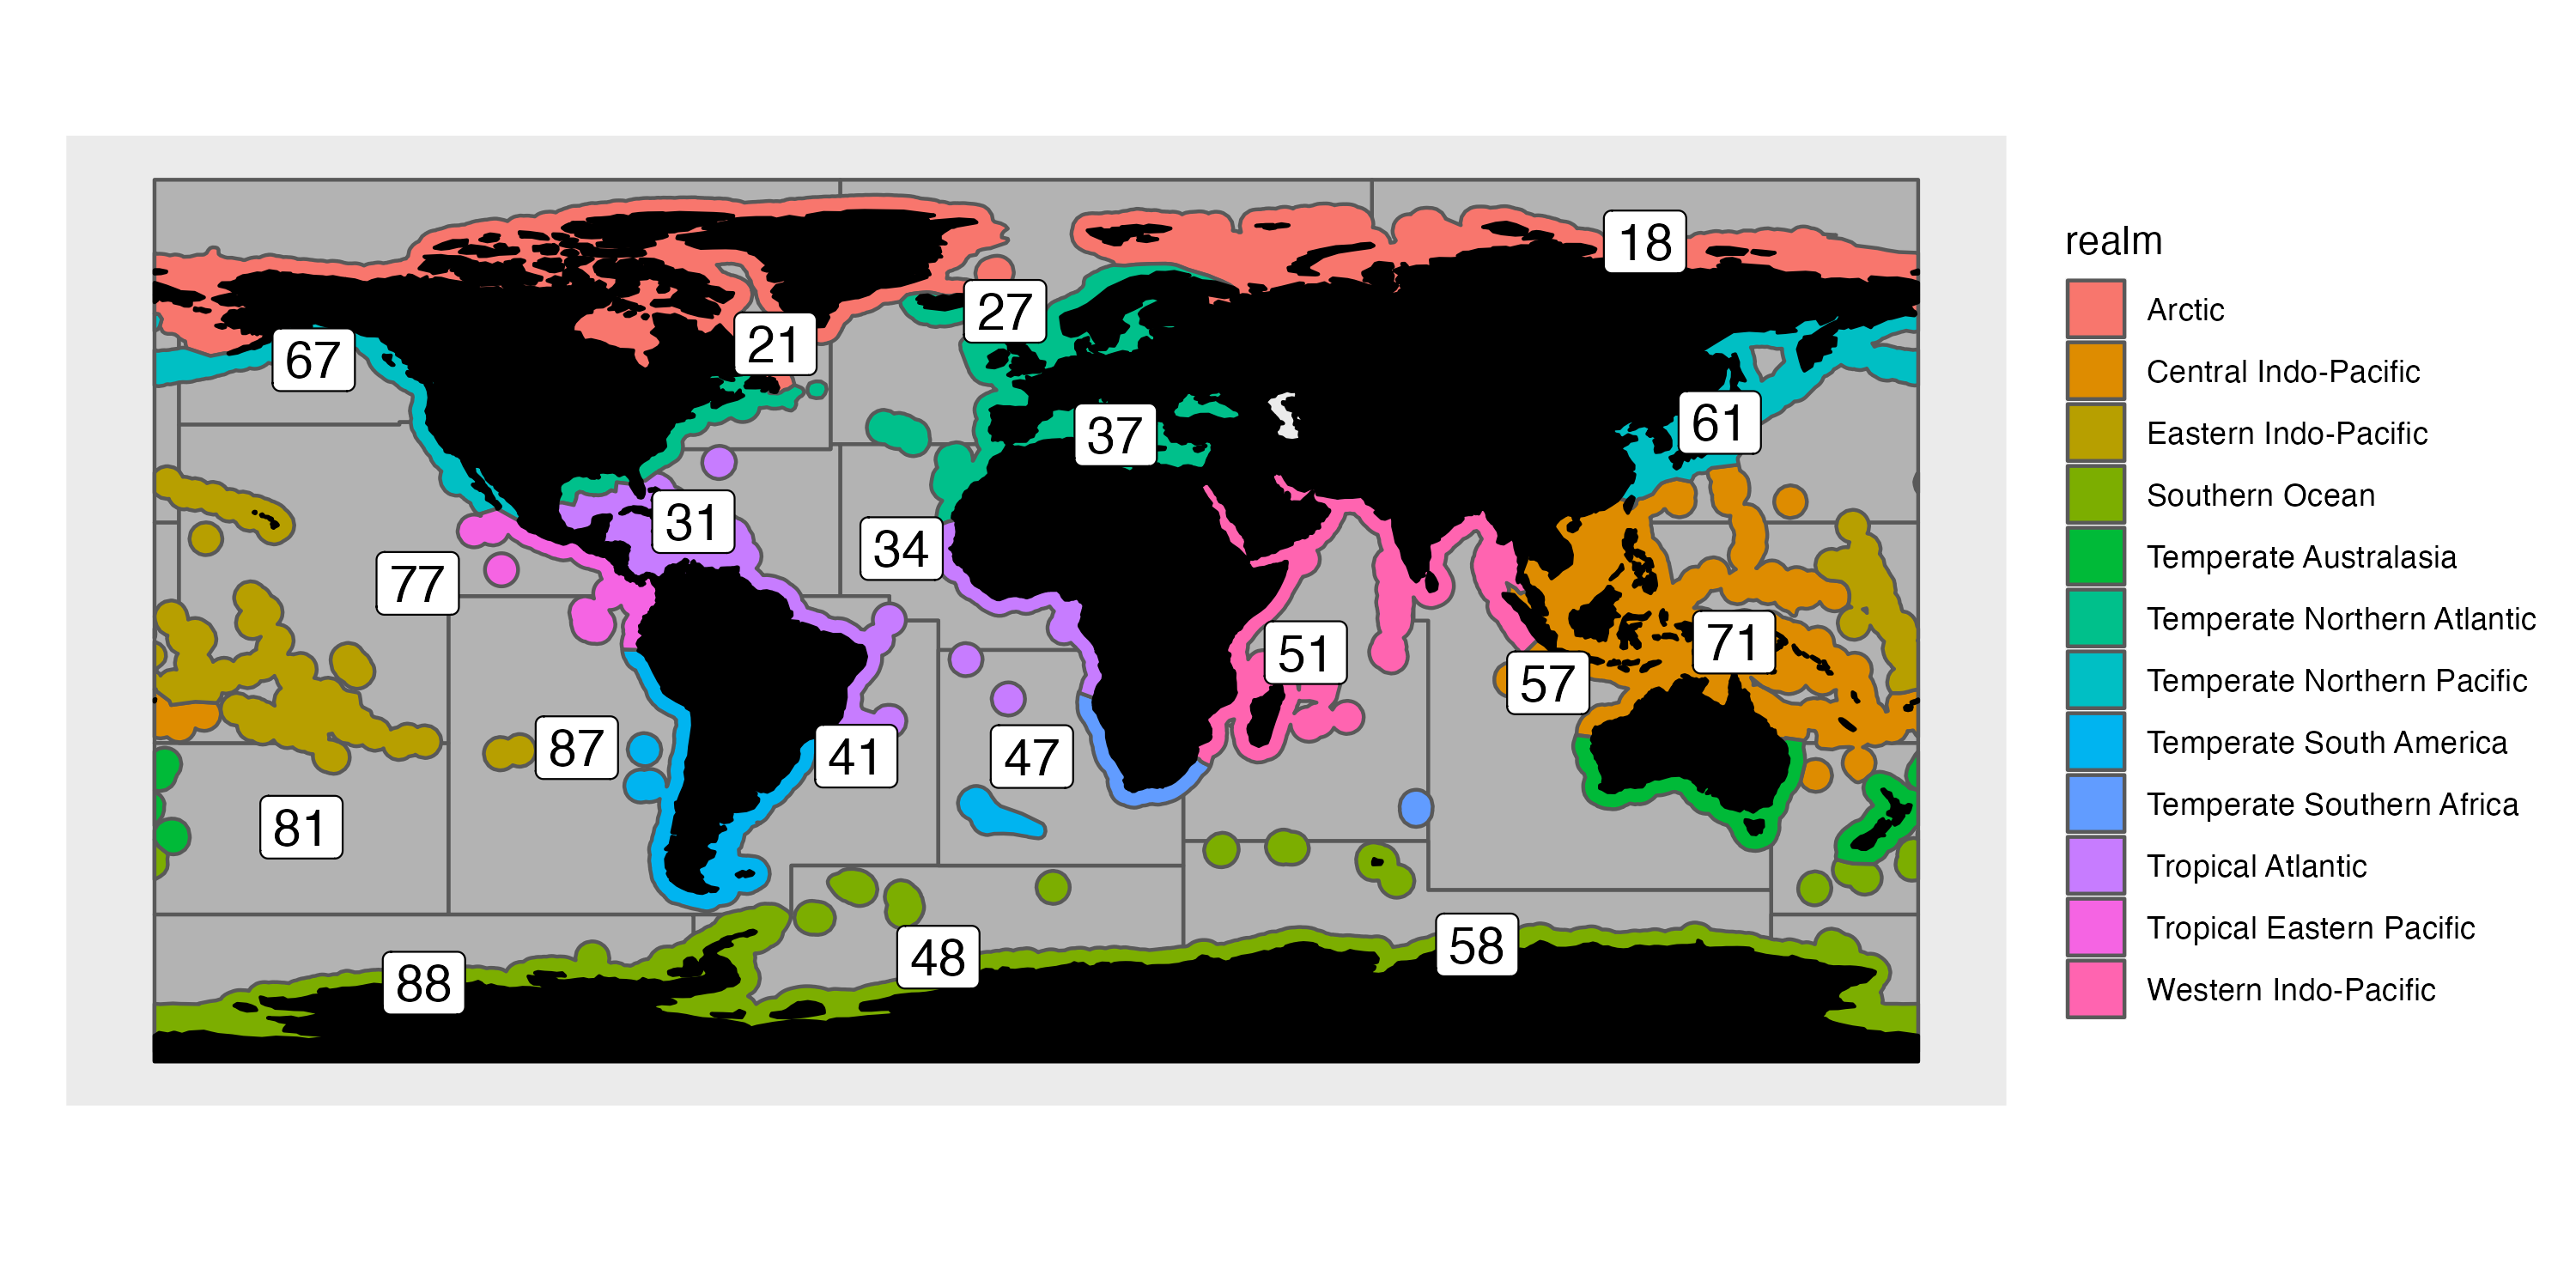 18
27
21
67
61
37
31
34
77
71
51
57
87
41
47
81
58
48
88
realm
Arctic
Central Indo-Pacific
Eastern Indo-Pacific
Southern Ocean
Temperate Australasia
Temperate Northern Atlantic
Temperate Northern Pacific
Temperate South America
Temperate Southern Africa
Tropical Atlantic
Tropical Eastern Pacific
Western Indo-Pacific